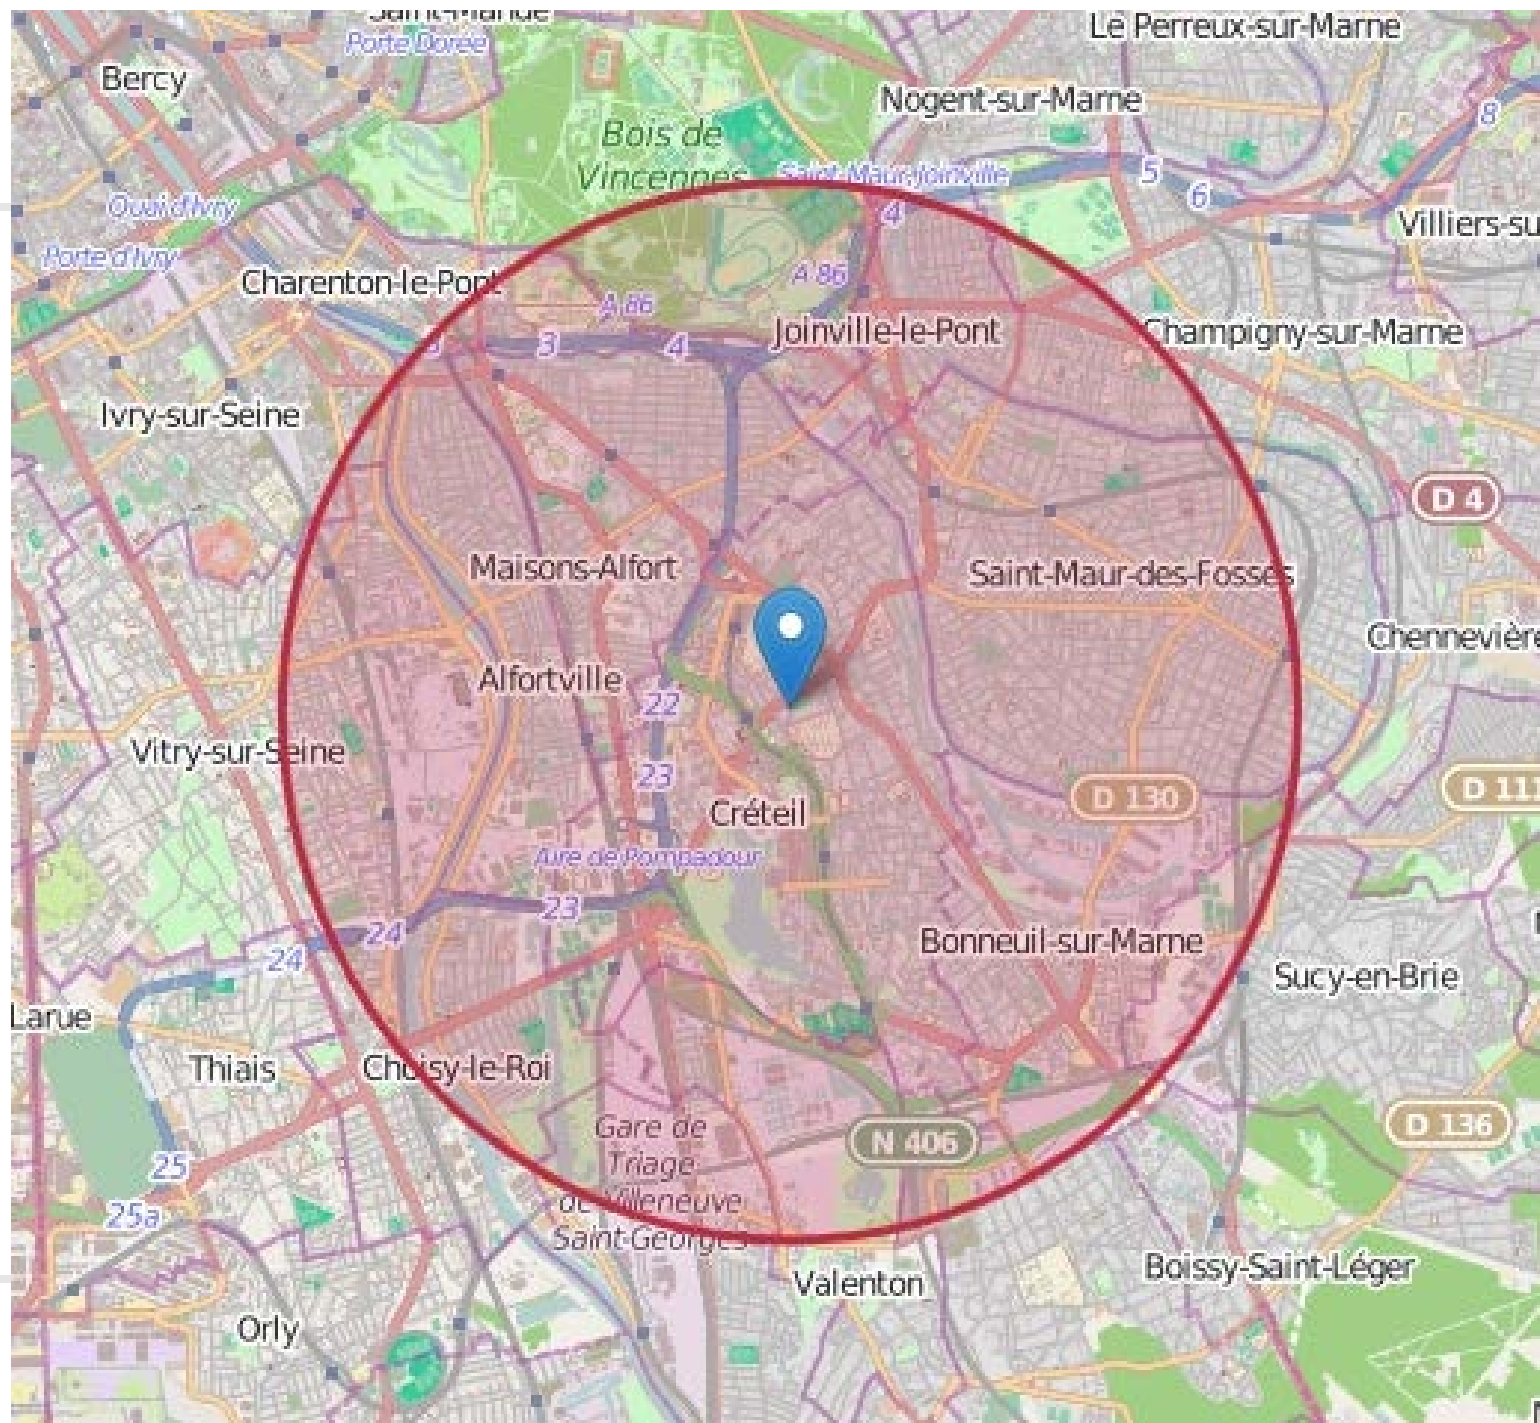 Saint-Mandé
Porte Dorée
Le Perreux-sur-Marne
Bercy
Nogent-sur-Marne
8
Bois de
Vincennes
Saint-Maur-Joinville
5
6
4
Quai d'Ivry
Villiers-su
Porte d'Ivry
Charenton-le-Pont
A 86
A 86
Joinville-le-Pont
Champigny-sur-Marne
3
4
Ivry-sur-Seine
D 4
Maisons-Alfort
Saint-Maur-des-Fossés
Chennevière
Alfortville
22
Vitry-sur-Seine
23
D 130
D 111
Créteil
Aire de Pompadour
23
24
24
Bonneuil-sur-Marne
Sucy-en-Brie
Larue
Thiais
Choisy-le-Roi
Gare de
Triage
de Villeneuve
Saint-Georges
N 406
D 136
25
25a
Boissy-Saint-Léger
Valenton
Orly